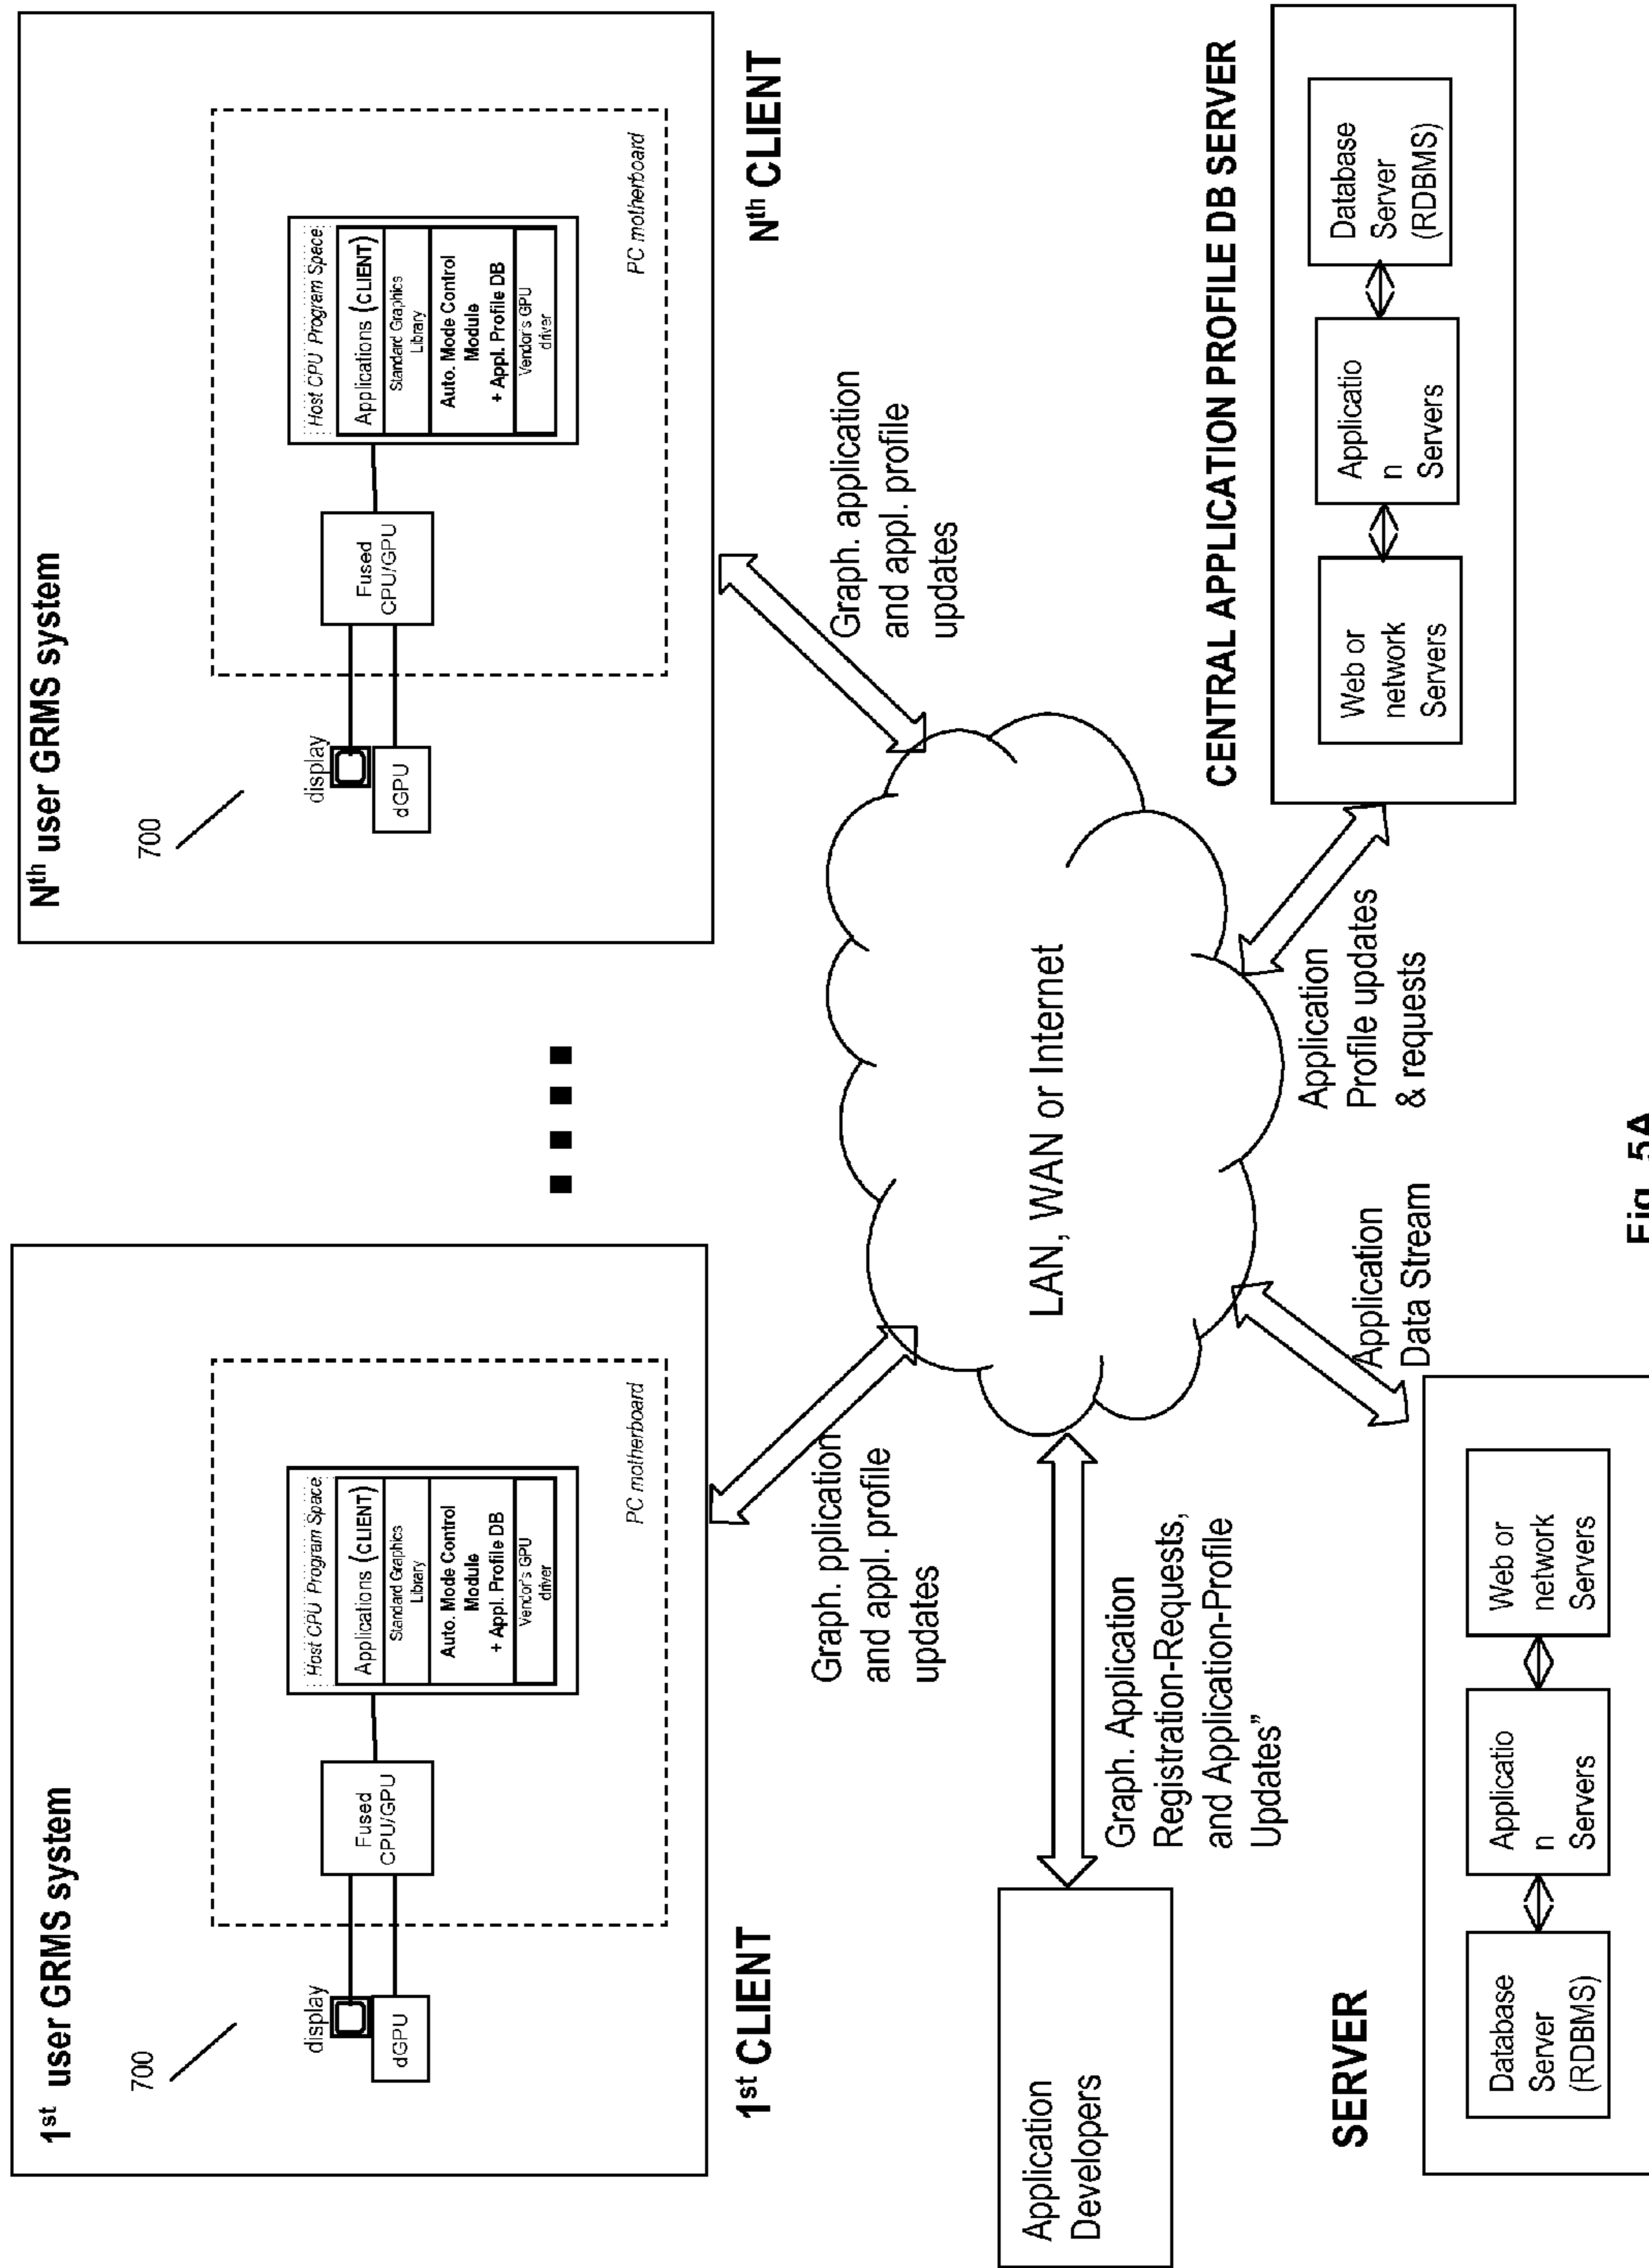 1st user GRMS system
700
display
dGPU
Fused
CPU/GPU
Host CPU Program Space
Applications (CLIENT)
Standard Graphics
Library
Auto. Mode Control
Module
+ Appl. Profile DB
Vendor's GPU
driver
PC motherboard
1st CLIENT
Nth user GRMS system
700
display
dGPU
Fused
CPU/GPU
Host CPU Program Space
Applications (CLIENT)
Standard Graphics
Library
Auto. Mode Control
Module
+ Appl. Profile DB
Vendor's GPU
driver
PC motherboard
Nth CLIENT
Graph. pplication
and appl. profile
updates
Graph. application
and appl. profile
updates
LAN, WAN or Internet
Application
Developers
Graph. Application
Registration-Requests,
and Application-Profile
Updates”
SERVER
Database
Server
(RDBMS)
Applicatio
n
Servers
Web or
network
Servers
Application
Data Stream
Application
Profile updates
& requests
CENTRAL APPLICATION PROFILE DB SERVER
Web or
network
Servers
Applicatio
n
Servers
Database
Server
(RDBMS)
Fig. 5A